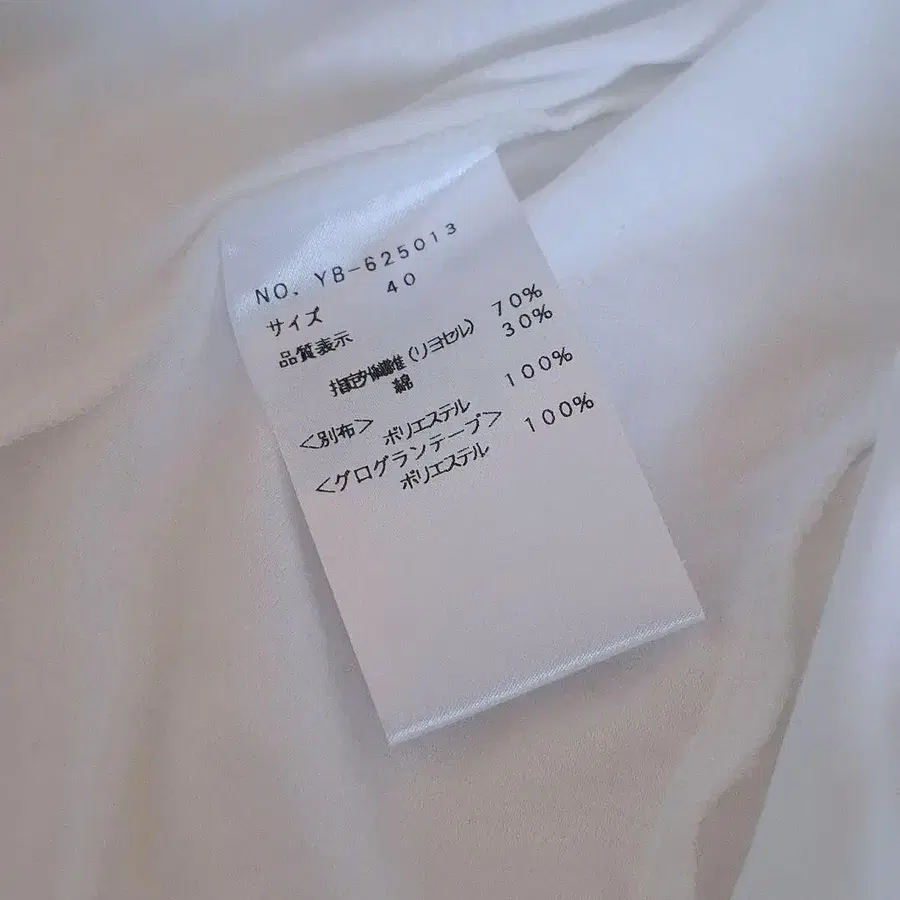 NO. YB-625013
サイズ 40
品質表示
指定外繊維(リヨセル) 70%
綿 30%
<別布>
ポリエステル 100%
<グログランテープ>
ポリエステル 100%